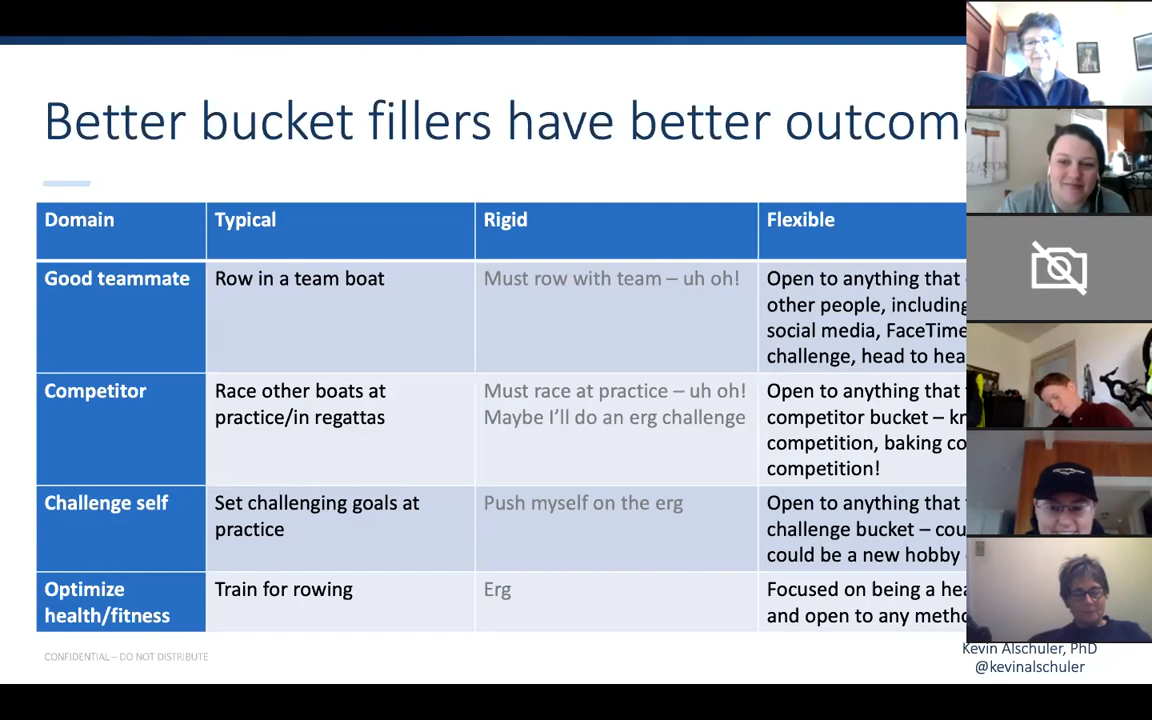 Better bucket fillers have better outcom
Domain
Typical
Rigid
Flexible
Good teammate
Row in a team boat
Must row with team – uh oh!
Open to anything that
other people, including
social media, FaceTime
challenge, head to hea
Competitor
Race other boats at
practice/in regattas
Must race at practice – uh oh!
Maybe I'll do an erg challenge
Open to anything that
competitor bucket – kn
competition, baking co
competition!
Challenge self
Set challenging goals at
practice
Push myself on the erg
Open to anything that
challenge bucket – cou
could be a new hobby
Optimize
health/fitness
Train for rowing
Erg
Focused on being a hea
and open to any metho
CONFIDENTIAL – DO NOT DISTRIBUTE
Kevin Alschuler, PhD
@kevinalschuler